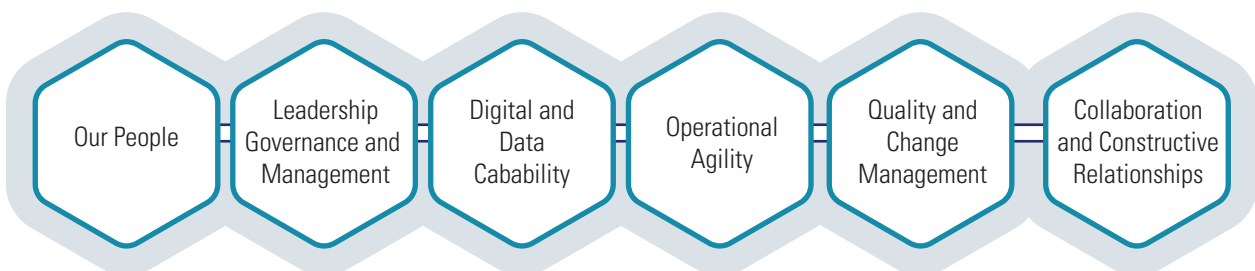 Our People
Leadership
Governance and
Management
Digital and
Data
Cabability
Operational
Agility
Quality and
Change
Management
Collaboration
and Constructive
Relationships